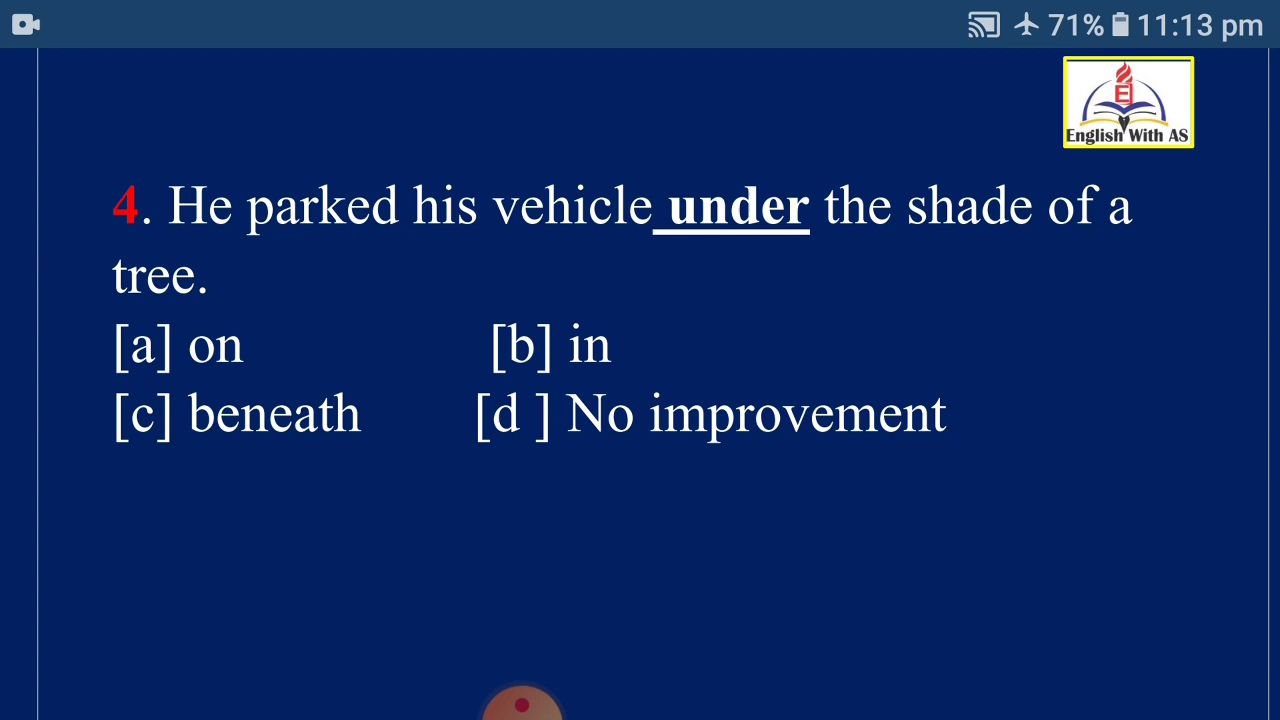 71% 11:13 pm
English With AS
4. He parked his vehicle under the shade of a
tree.
[a] on [b] in
[c] beneath [d ] No improvement